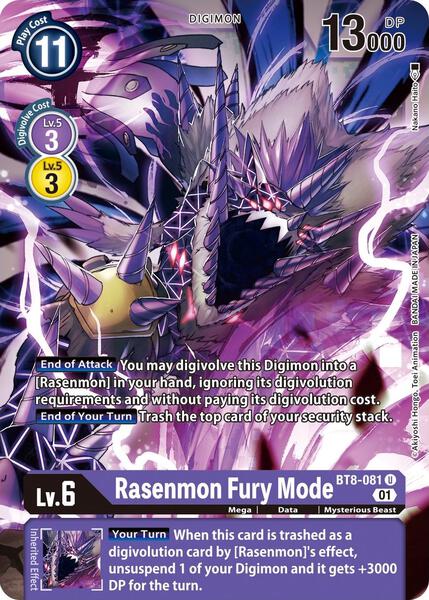 Play Cost
11
DIGIMON
13000
DP
Digivolve Cost
Lv.5
3
Lv.5
3
Nakano Haito
©Akiyoshi Hongo, Toei Animation BANDAI MADE IN JAPAN
End of Attack You may digivolve this Digimon into a
[Rasenmon] in your hand, ignoring its digivolution
requirements and without paying its digivolution cost.
End of Your Turn Trash the top card of your security stack.
Lv.6
Rasenmon Fury Mode
BT8-081 U
01
Mega | Data | Mysterious Beast
Inherited Effect
Your Turn When this card is trashed as a
digivolution card by [Rasenmon]'s effect,
unsuspend 1 of your Digimon and it gets +3000
DP for the turn.